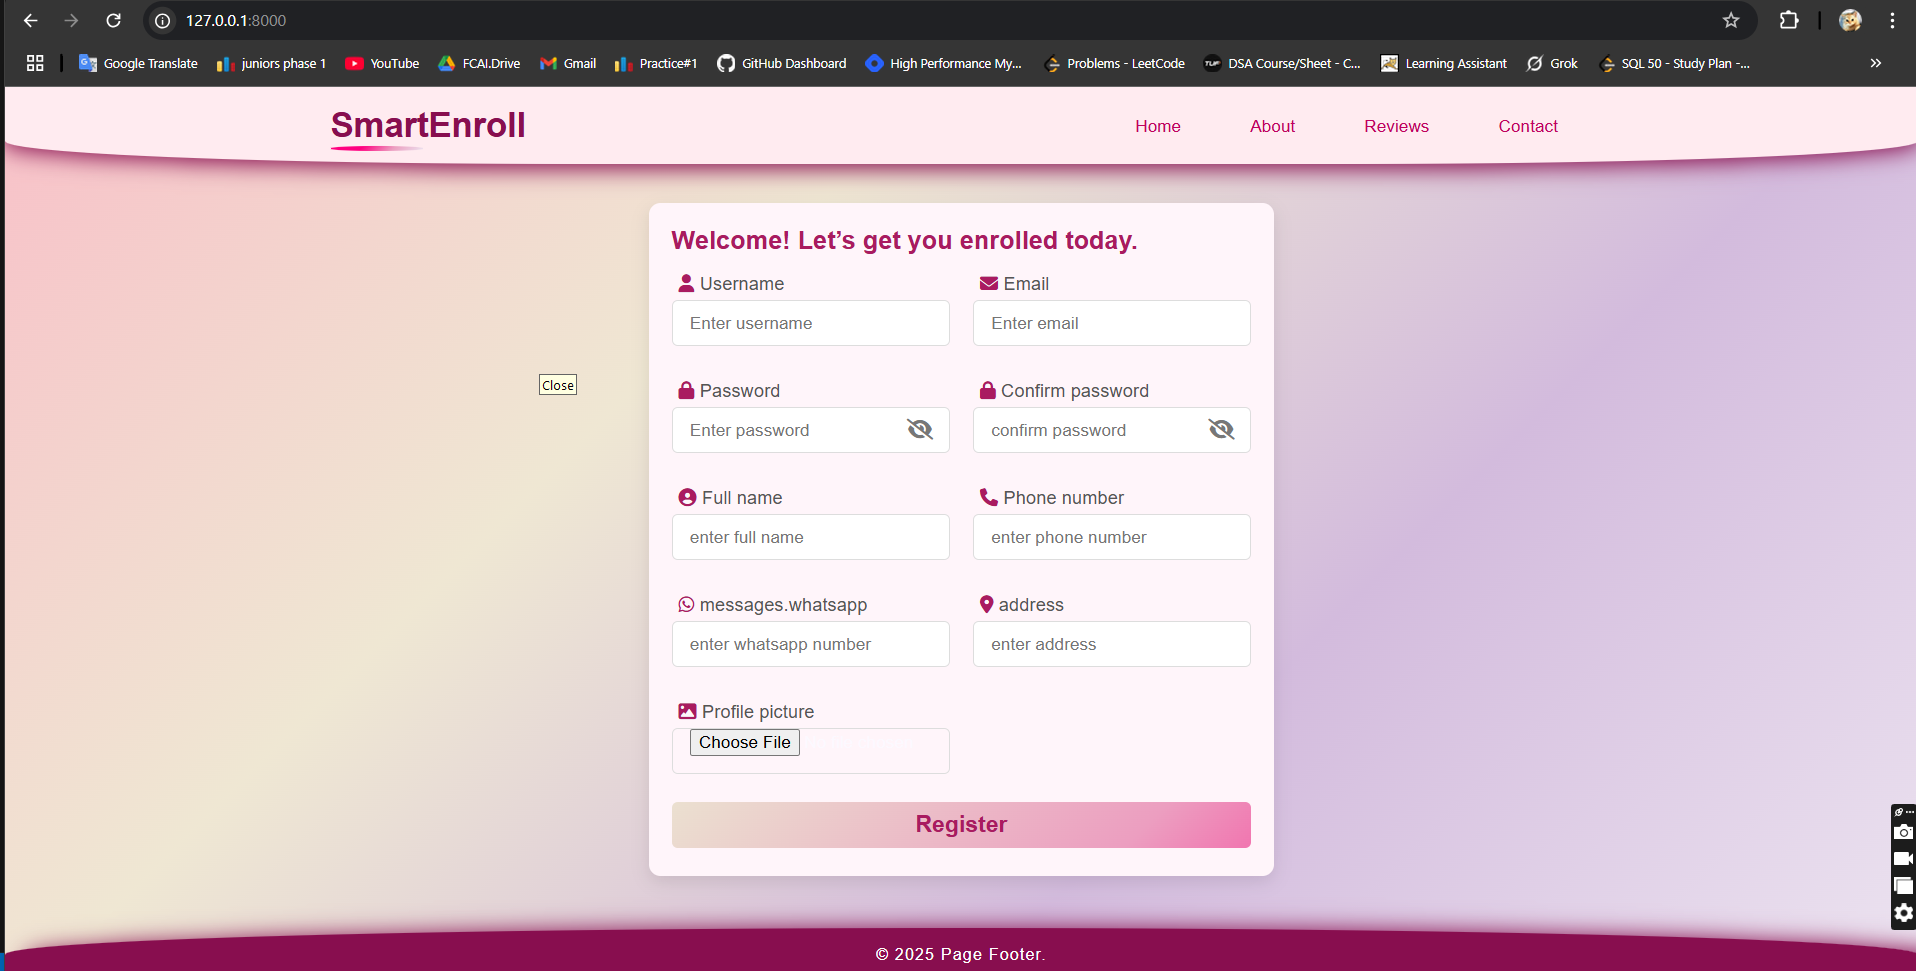 127.0.0.1:8000
Google Translate juniors phase 1 YouTube FCAI.Drive Gmail Practice#1 GitHub Dashboard High Performance My... Problems - LeetCode TUF DSA Course/Sheet - C... Learning Assistant Grok SQL 50 - Study Plan -... »
SmartEnroll Home About Reviews Contact
Welcome! Let’s get you enrolled today.
Username Email
Enter username Enter email
Close
Password Confirm password
Enter password confirm password
Full name Phone number
enter full name enter phone number
messages.whatsapp address
enter whatsapp number enter address
Profile picture
Choose File
Register
© 2025 Page Footer.